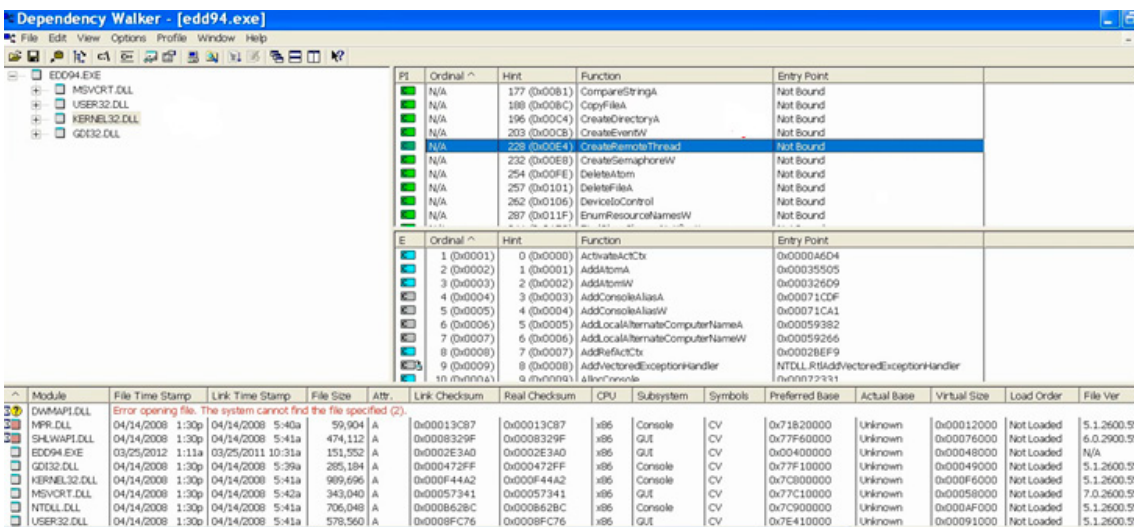 Dependency Walker - [edd94.exe]
File Edit View Options Profile Window Help
EDD94.EXE
MSVCRT.DLL
USER32.DLL
KERNEL32.DLL
GDI32.DLL
PI Ordinal ^ Hint Function Entry Point
N/A 177 (0x00B1) CompareStringA Not Bound
N/A 188 (0x00BC) CopyFileA Not Bound
N/A 196 (0x00C4) CreateDirectoryA Not Bound
N/A 203 (0x00CB) CreateEventW Not Bound
N/A 228 (0x00E4) CreateRemoteThread Not Bound
N/A 232 (0x00E8) CreateSemaphoreW Not Bound
N/A 254 (0x00FE) DeleteAtom Not Bound
N/A 257 (0x0101) DeleteFileA Not Bound
N/A 262 (0x0106) DeviceIoControl Not Bound
N/A 287 (0x011F) EnumResourceNamesW Not Bound
E Ordinal ^ Hint Function Entry Point
1 (0x0001) 0 (0x0000) ActivateActCtx 0x0000A6D4
2 (0x0002) 1 (0x0001) AddAtomA 0x00035505
3 (0x0003) 2 (0x0002) AddAtomW 0x000326D9
4 (0x0004) 3 (0x0003) AddConsoleAliasA 0x00071CDF
5 (0x0005) 4 (0x0004) AddConsoleAliasW 0x00071CA1
6 (0x0006) 5 (0x0005) AddLocalAlternateComputerNameA 0x00059382
7 (0x0007) 6 (0x0006) AddLocalAlternateComputerNameW 0x00059266
8 (0x0008) 7 (0x0007) AddRefActCtx 0x0002BEF9
9 (0x0009) 8 (0x0008) AddVectoredExceptionHandler NTDLL.RtlAddVectoredExceptionHandler
10 (0x000A) 9 (0x0009) AllocConsole 0x00072331
^ Module File Time Stamp Link Time Stamp File Size Attr. Link Checksum Real Checksum CPU Subsystem Symbols Preferred Base Actual Base Virtual Size Load Order File Ver
DWMAPI.DLL Error opening file. The system cannot find the file specified (2).
MPR.DLL 04/14/2008 1:30p 04/14/2008 5:40a 59,904 A 0x00013C87 0x00013C87 x86 Console CV 0x71B20000 Unknown 0x00012000 Not Loaded 5.1.2600.5
SHLWAPI.DLL 04/14/2008 1:30p 04/14/2008 5:41a 474,112 A 0x0008329F 0x0008329F x86 GUI CV 0x77F60000 Unknown 0x00076000 Not Loaded 6.0.2900.5
EDD94.EXE 03/25/2012 1:11a 03/25/2011 10:31a 151,552 A 0x0002E3A0 0x0002E3A0 x86 GUI CV 0x00400000 Unknown 0x00048000 Not Loaded N/A
GDI32.DLL 04/14/2008 1:30p 04/14/2008 5:39a 285,184 A 0x000472FF 0x000472FF x86 Console CV 0x77F10000 Unknown 0x00049000 Not Loaded 5.1.2600.5
KERNEL32.DLL 04/14/2008 1:30p 04/14/2008 5:41a 989,696 A 0x000F44A2 0x000F44A2 x86 Console CV 0x7C800000 Unknown 0x000F6000 Not Loaded 5.1.2600.5
MSVCRT.DLL 04/14/2008 1:30p 04/14/2008 5:42a 343,040 A 0x00057341 0x00057341 x86 GUI CV 0x77C10000 Unknown 0x00058000 Not Loaded 7.0.2600.5
NTDLL.DLL 04/14/2008 1:30p 04/14/2008 5:41a 706,048 A 0x000B62BC 0x000B62BC x86 Console CV 0x7C900000 Unknown 0x000AF000 Not Loaded 5.1.2600.5
USER32.DLL 04/14/2008 1:30p 04/14/2008 5:41a 578,560 A 0x0008FC76 0x0008FC76 x86 GUI CV 0x7E410000 Unknown 0x00091000 Not Loaded 5.1.2600.5